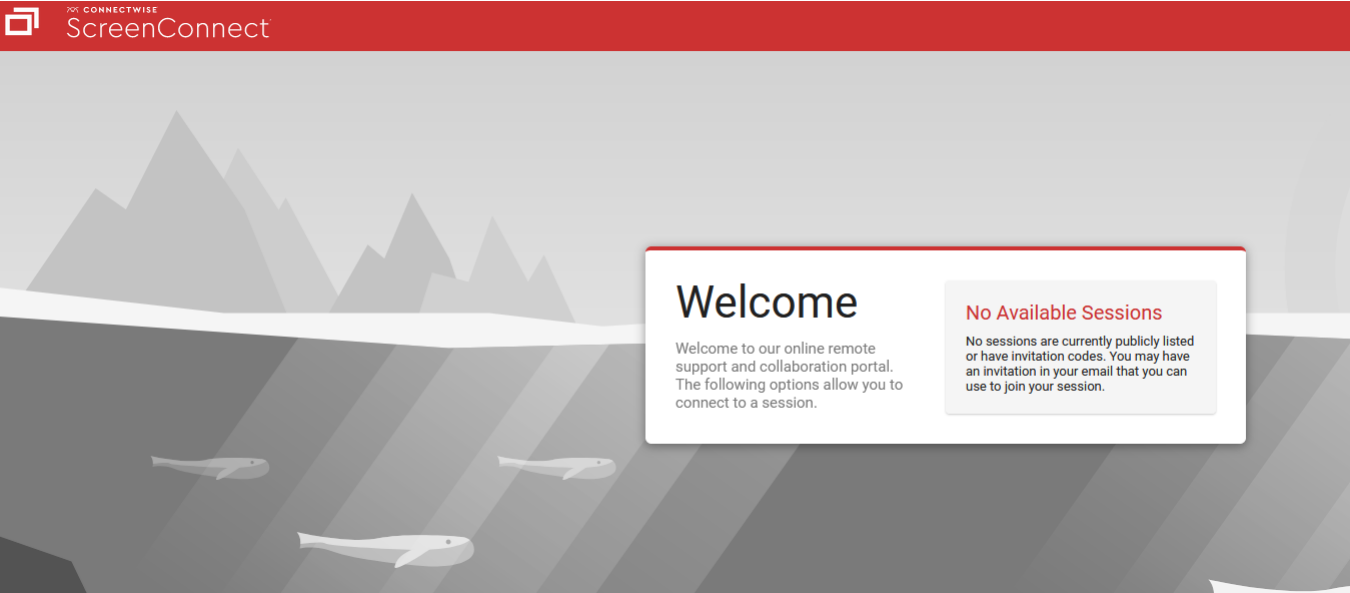 CONNECTWISE
ScreenConnect
Welcome
Welcome to our online remote
support and collaboration portal.
The following options allow you to
connect to a session.
No Available Sessions
No sessions are currently publicly listed
or have invitation codes. You may have
an invitation in your email that you can
use to join your session.